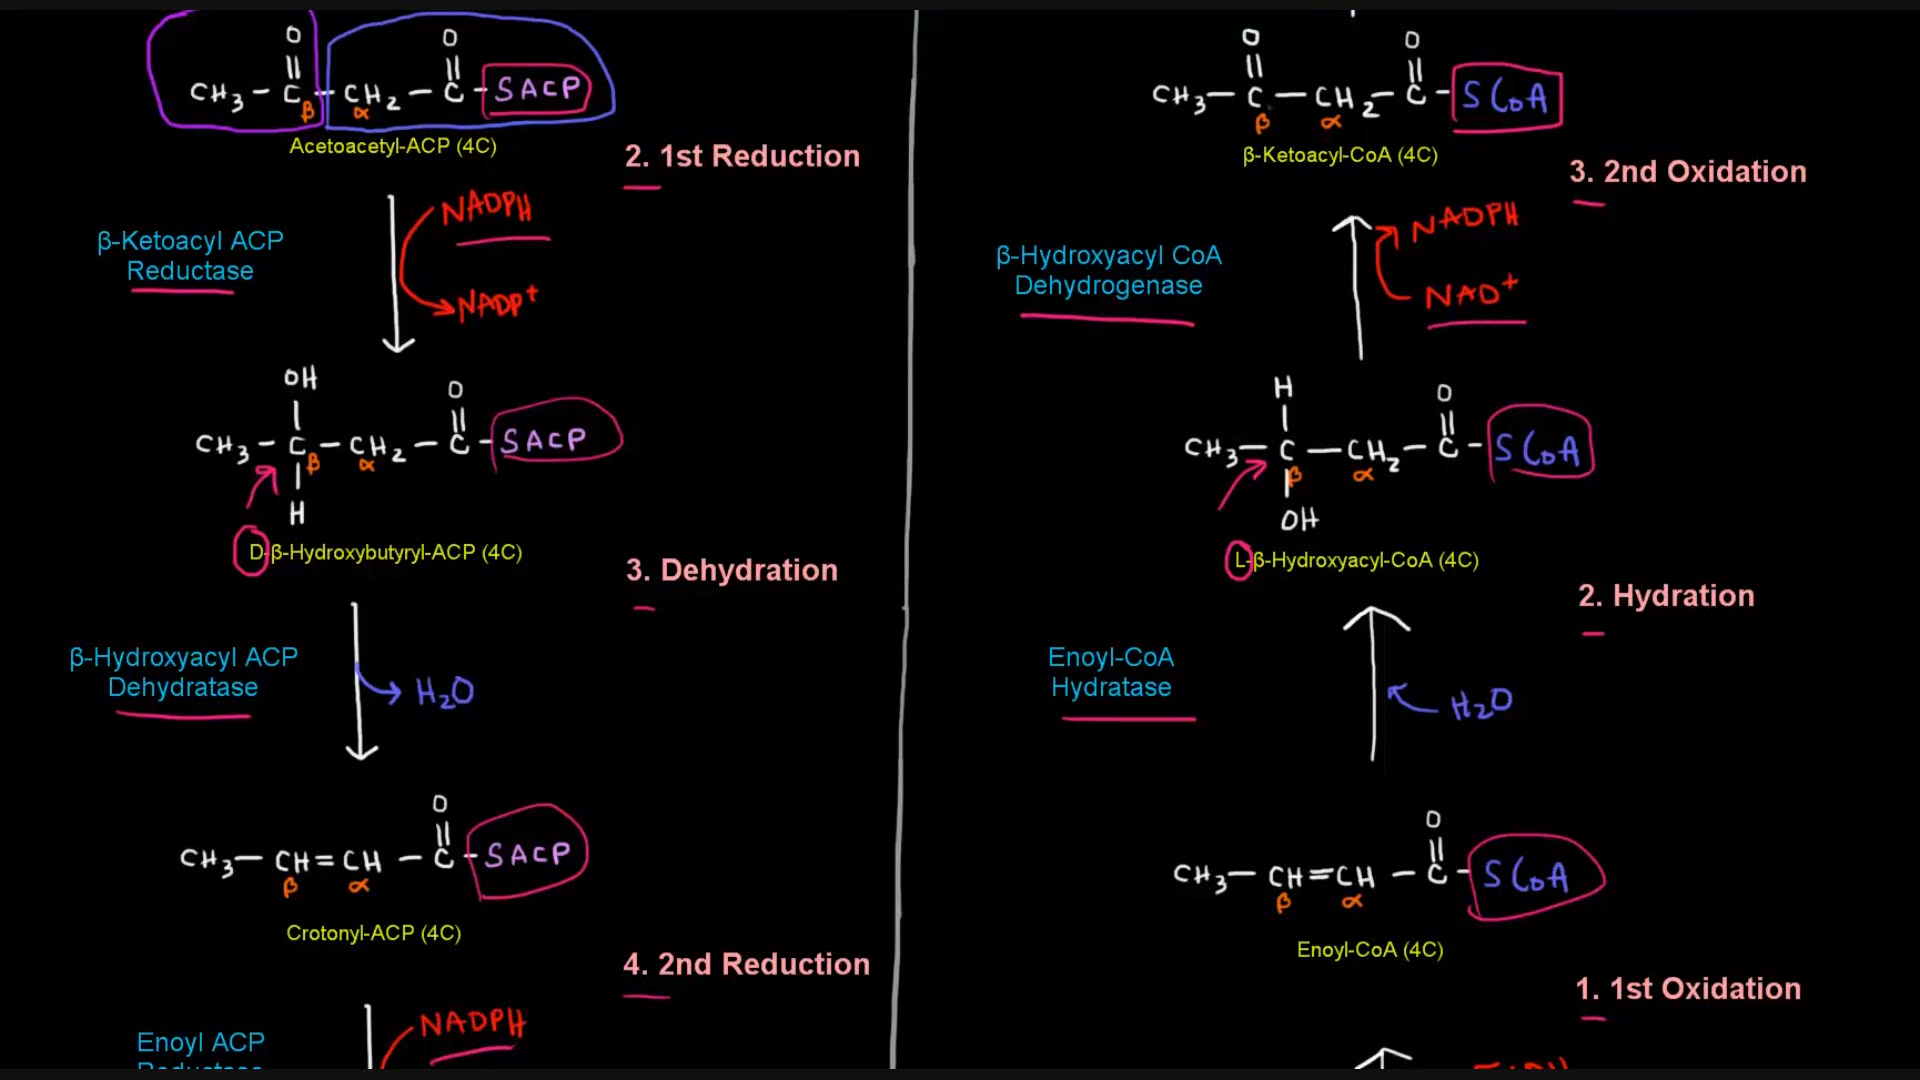 O O
CH3 - C - CH2 - C - SACP
β α
Acetoacetyl-ACP (4C)
2. 1st Reduction
β-Ketoacyl ACP
Reductase
NADPH
NADP+
OH
O
CH3 - C - CH2 - C - SACP
β α
H
D-β-Hydroxybutyryl-ACP (4C)
3. Dehydration
β-Hydroxyacyl ACP
Dehydratase
H2O
O
CH3 - CH = CH - C - SACP
β α
Crotonyl-ACP (4C)
4. 2nd Reduction
Enoyl ACP
Reductase
NADPH
O O
CH3 - C - CH2 - C - SCoA
β α
β-Ketoacyl-CoA (4C)
3. 2nd Oxidation
β-Hydroxyacyl CoA
Dehydrogenase
NADPH
NAD+
H
O
CH3 - C - CH2 - C - SCoA
β α
OH
L-β-Hydroxyacyl-CoA (4C)
2. Hydration
Enoyl-CoA
Hydratase
H2O
O
CH3 - CH = CH - C - SCoA
β α
Enoyl-CoA (4C)
1. 1st Oxidation